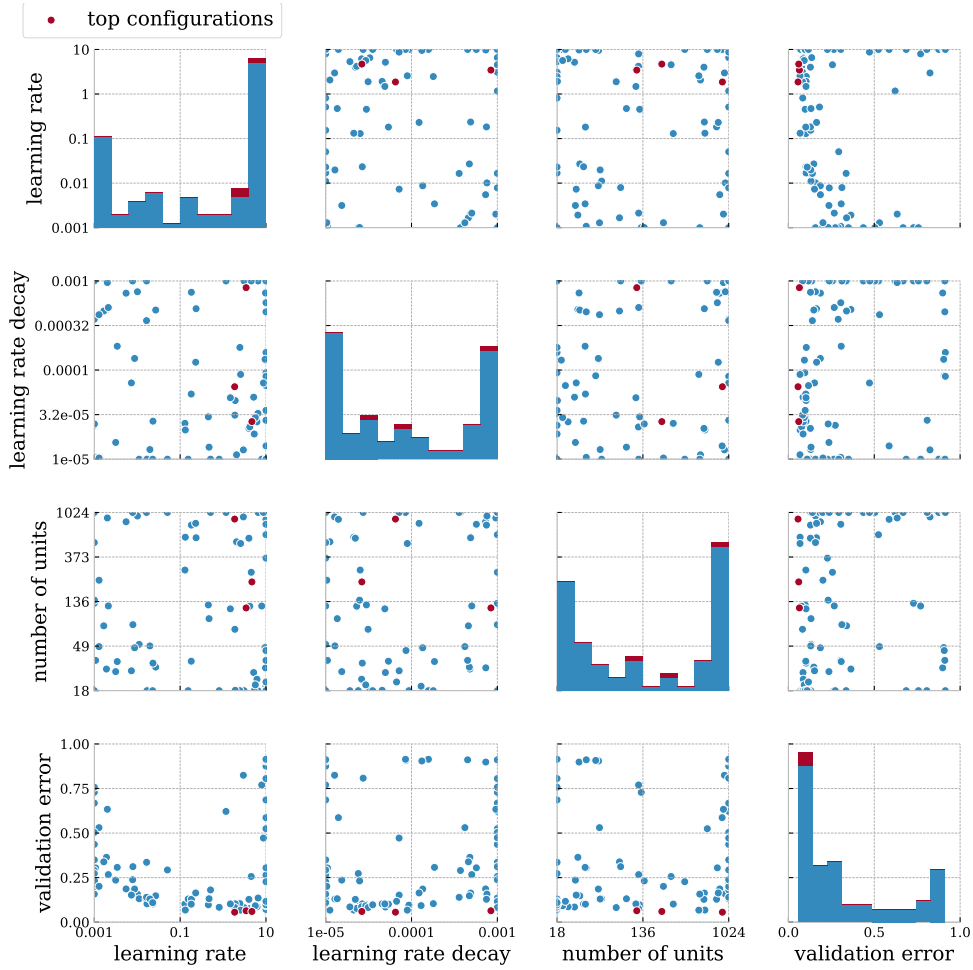 top configurations
learning rate
10
1
0.1
0.01
0.001
learning rate decay
0.001
0.00032
0.0001
3.2e-05
1e-05
number of units
1024
373
136
49
18
validation error
1.00
0.75
0.50
0.25
0.00
0.001 0.1 10
1e-05 0.0001 0.001
18 136 1024
0.0 0.5 1.0
learning rate learning rate decay number of units validation error